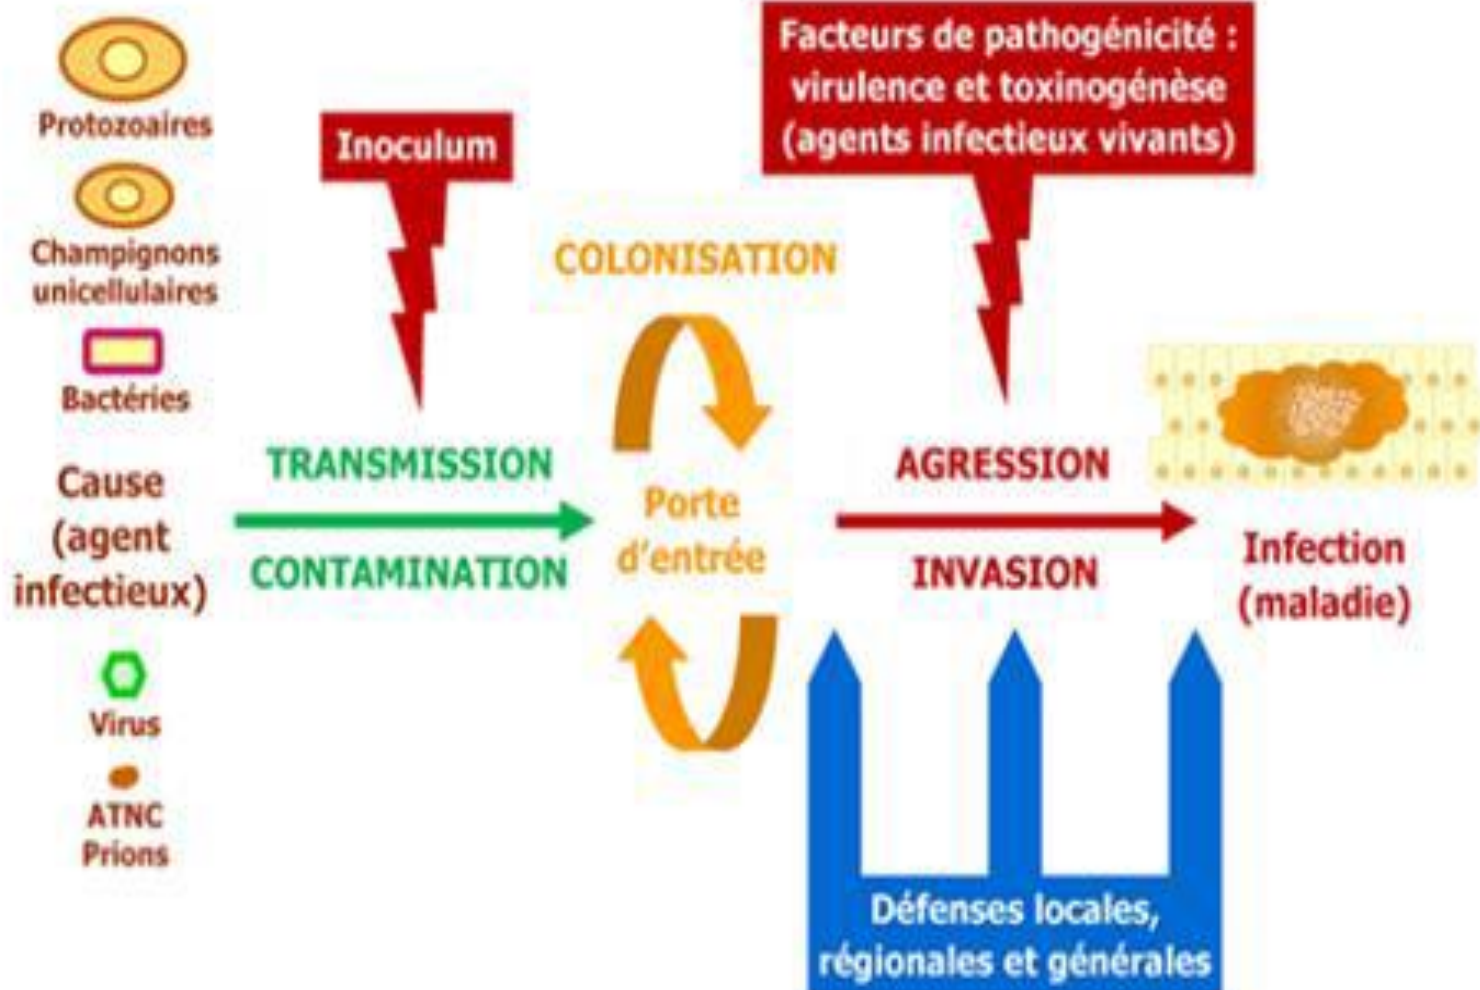 Protozoaires
Champignons
unicellulaires
Bactéries
Cause
(agent
infectieux)
Virus
ATNC
Prions
Inoculum
TRANSMISSION
CONTAMINATION
COLONISATION
Porte
d'entrée
Facteurs de pathogénicité :
virulence et toxinogénèse
(agents infectieux vivants)
AGRESSION
INVASION
Infection
(maladie)
Défenses locales,
régionales et générales